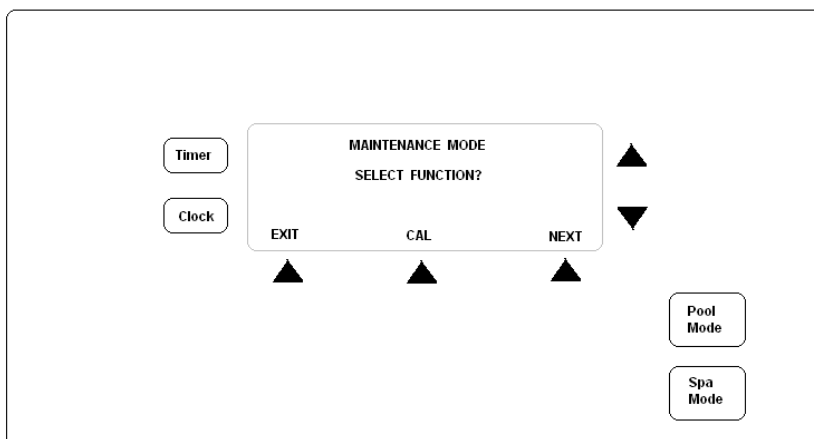 MAINTENANCE MODE
Timer
SELECT FUNCTION?
Clock
EXIT CAL NEXT
Pool
Mode
Spa
Mode